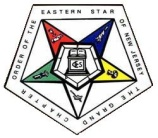 ORDER OF THE
EASTERN STAR
OF NEW JERSEY
THE GRAND
CHAPTER